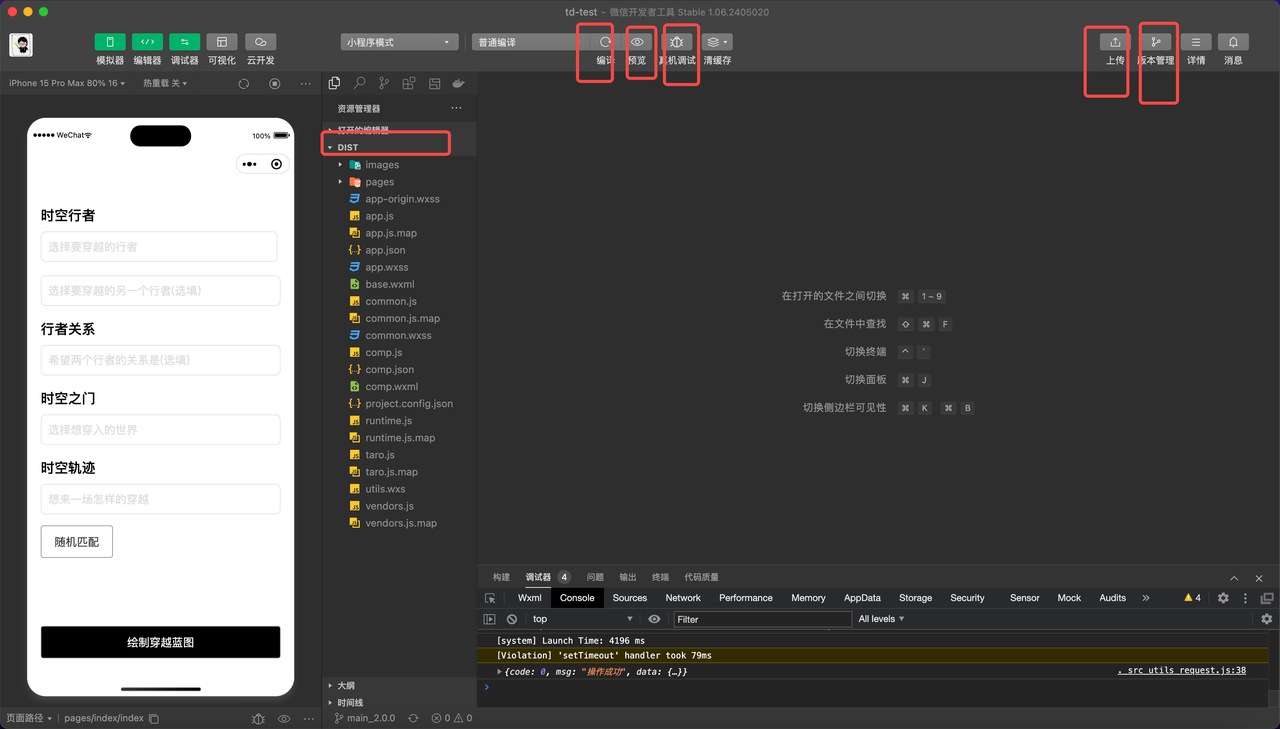 td-test – 微信开发者工具 Stable 1.06.2405020
模拟器 编辑器 调试器 可视化 云开发
小程序模式 普通编译
编译 预览 真机调试 清缓存
上传 版本管理 详情 消息
iPhone 15 Pro Max 80% 16 热重载 关
WeChat 100%
时空行者
选择要穿越的行者
选择要穿越的另一个行者(选填)
行者关系
希望两个行者的关系是(选填)
时空之门
选择想穿入的世界
时空轨迹
想来一场怎样的穿越
随机匹配
绘制穿越蓝图
页面路径 pages/index/index
资源管理器
打开的编辑器
DIST
images
pages
app-origin.wxss
app.js
app.js.map
app.json
app.wxss
base.wxml
common.js
common.js.map
common.wxss
comp.js
comp.json
comp.wxml
project.config.json
runtime.js
runtime.js.map
taro.js
taro.js.map
utils.wxs
vendors.js
vendors.js.map
大纲
时间线
main_2.0.0 0 0
在打开的文件之间切换 ⌘ 1 ~ 9
在文件中查找 ⇧ ⌘ F
切换终端 ^ `
切换面板 ⌘ J
切换侧边栏可见性 ⌘ K ⌘ B
构建 调试器 4 问题 输出 终端 代码质量
Wxml Console Sources Network Performance Memory AppData Storage Security Sensor Mock Audits » 4
top Filter All levels
[system] Launch Time: 4196 ms
[Violation] 'setTimeout' handler took 79ms
{code: 0, msg: "操作成功", data: {…}} . src utils request.js:38